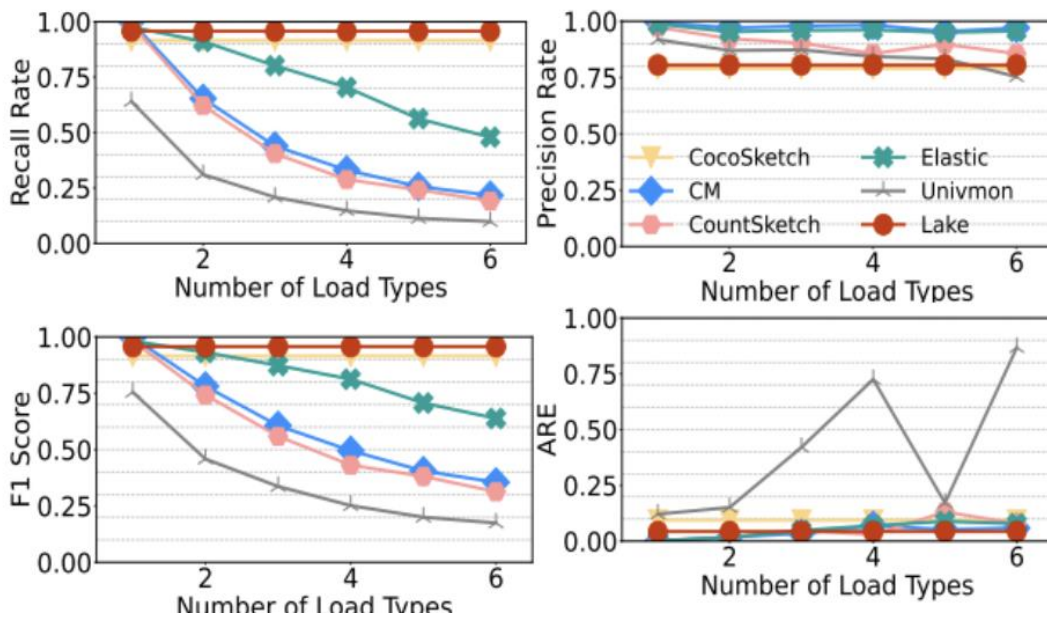 1.00
0.75
0.50
0.25
0.00
Recall Rate
2 4 6
Number of Load Types
1.00
0.75
0.50
0.25
0.00
Precision Rate
CocoSketch
CM
CountSketch
Elastic
Univmon
Lake
2 4 6
Number of Load Types
1.00
0.75
0.50
0.25
0.00
F1 Score
2 4 6
Number of Load Types
1.00
0.75
0.50
0.25
0.00
ARE
2 4 6
Number of Load Types